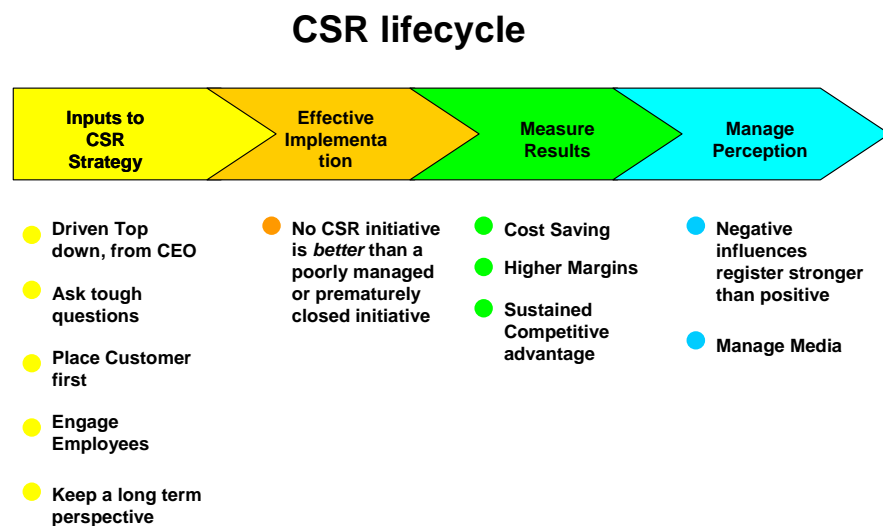 CSR lifecycle
Inputs to
CSR
Strategy
Effective
Implementa
tion
Measure
Results
Manage
Perception
Driven Top
down, from CEO
Ask tough
questions
Place Customer
first
Engage
Employees
Keep a long term
perspective
No CSR initiative
is better than a
poorly managed
or prematurely
closed initiative
Cost Saving
Higher Margins
Sustained
Competitive
advantage
Negative
influences
register stronger
than positive
Manage Media